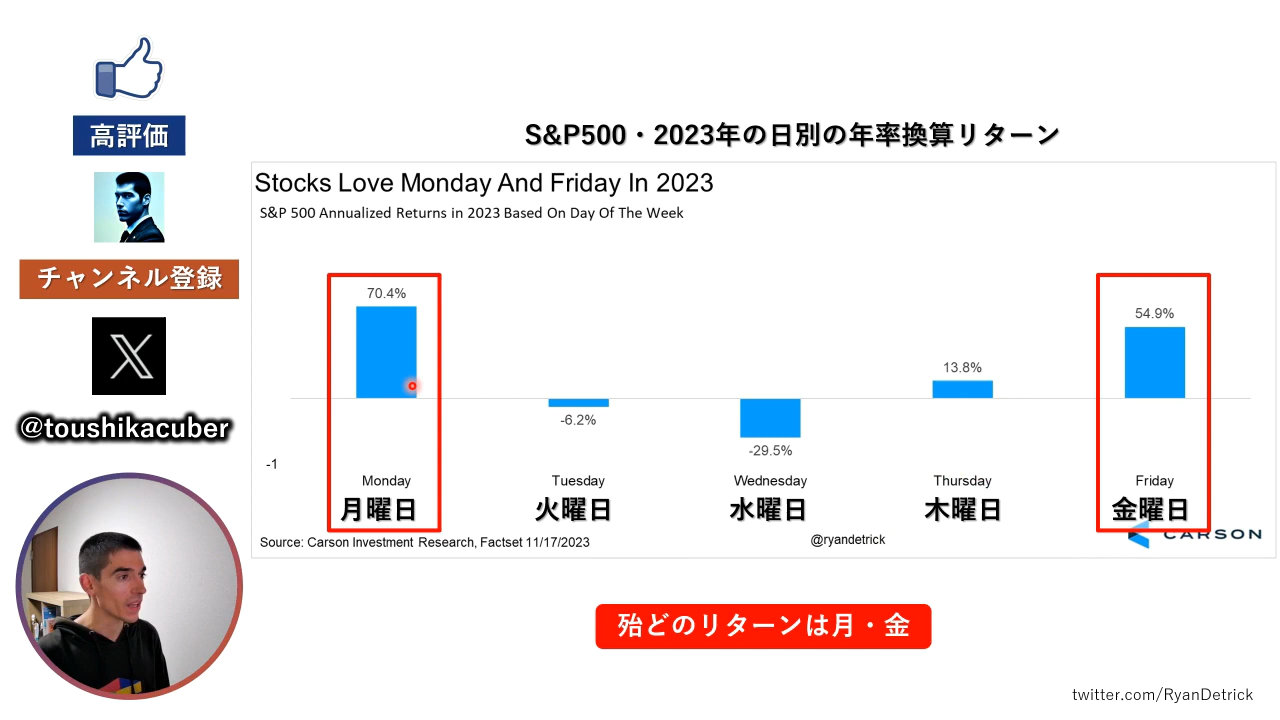 高評価
チャンネル登録
@toushikacuber
S&P500・2023年の日別の年率換算リターン
Stocks Love Monday And Friday In 2023
S&P 500 Annualized Returns in 2023 Based On Day Of The Week
70.4%
-6.2%
-29.5%
13.8%
54.9%
-1
Monday
Tuesday
Wednesday
Thursday
Friday
月曜日
火曜日
水曜日
木曜日
金曜日
Source: Carson Investment Research, Factset 11/17/2023
@ryandetrick
CARSON
殆どのリターンは月・金
twitter.com/RyanDetrick